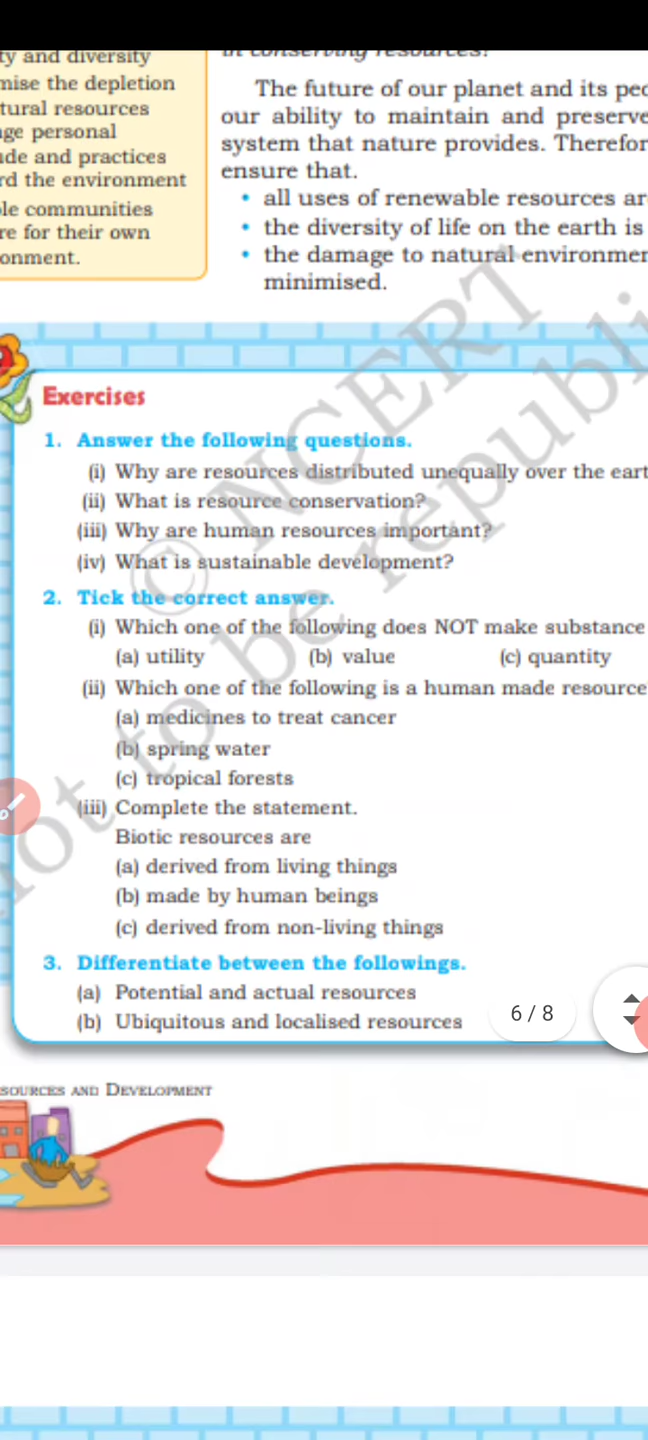 ty and diversity
mise the depletion
tural resources
ge personal
de and practices
rd the environment
le communities
re for their own
onment.
in conserving resources?
The future of our planet and its peo
our ability to maintain and preserve
system that nature provides. Therefor
ensure that.
• all uses of renewable resources ar
• the diversity of life on the earth is
• the damage to natural environmen
minimised.
Exercises
1. Answer the following questions.
(i) Why are resources distributed unequally over the eart
(ii) What is resource conservation?
(iii) Why are human resources important?
(iv) What is sustainable development?
2. Tick the correct answer.
(i) Which one of the following does NOT make substance
(a) utility (b) value (c) quantity
(ii) Which one of the following is a human made resource
(a) medicines to treat cancer
(b) spring water
(c) tropical forests
(iii) Complete the statement.
Biotic resources are
(a) derived from living things
(b) made by human beings
(c) derived from non-living things
3. Differentiate between the followings.
(a) Potential and actual resources
(b) Ubiquitous and localised resources
6 / 8
SOURCES AND DEVELOPMENT
© NCERT
not to be republi